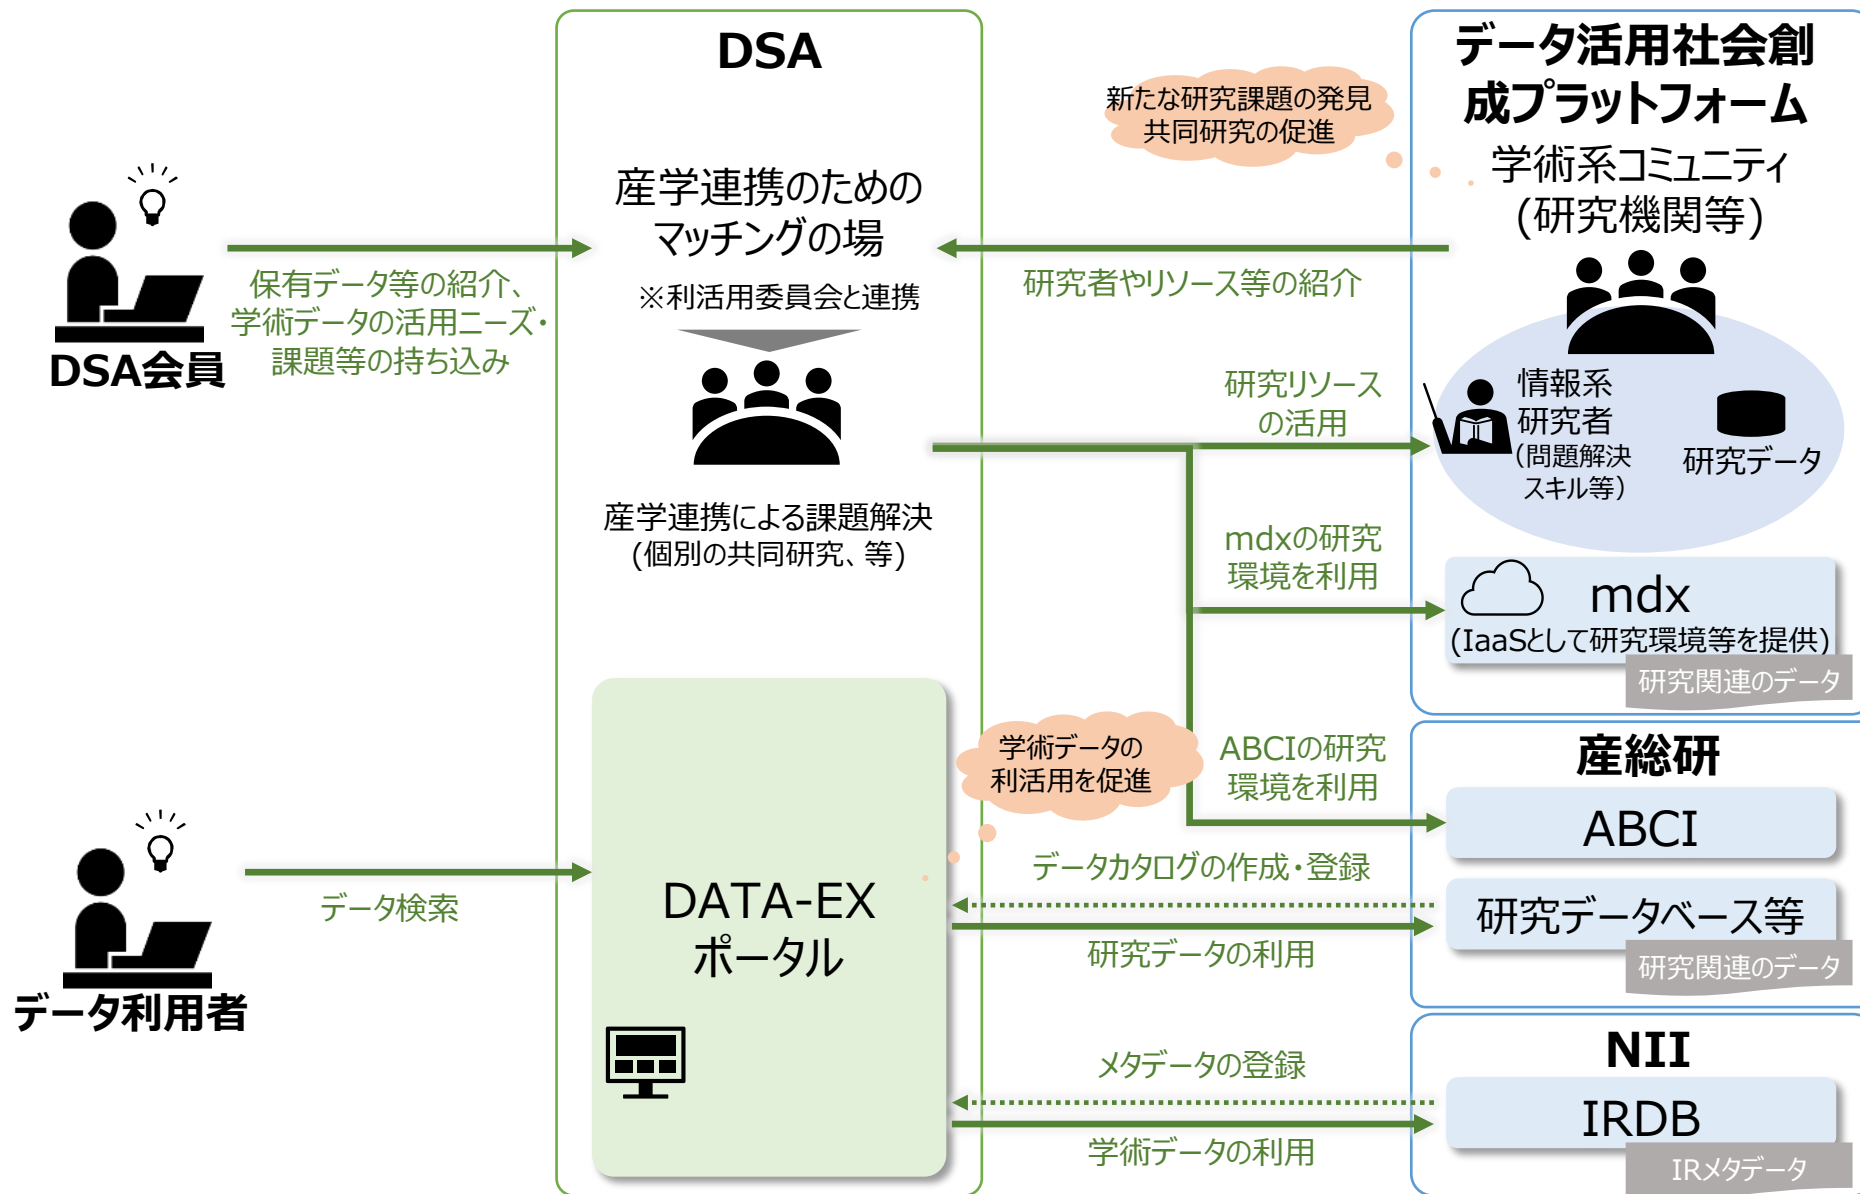 DSA
データ活用社会創
成プラットフォーム
新たな研究課題の発見
共同研究の促進
学術系コミュニティ
(研究機関等)
産学連携のための
マッチングの場
※利活用委員会と連携
保有データ等の紹介、
学術データの活用ニーズ・
課題等の持ち込み
DSA会員
研究者やリソース等の紹介
研究リソース
の活用
情報系
研究者
(問題解決
スキル等)
研究データ
産学連携による課題解決
(個別の共同研究、等)
mdxの研究
環境を利用
mdx
(IaaSとして研究環境等を提供)
研究関連のデータ
学術データの
利活用を促進
ABCIの研究
環境を利用
産総研
ABCI
データカタログの作成・登録
研究データベース等
研究データの利用
研究関連のデータ
データ検索
データ利用者
DATA-EX
ポータル
NII
メタデータの登録
IRDB
学術データの利用
IRメタデータ